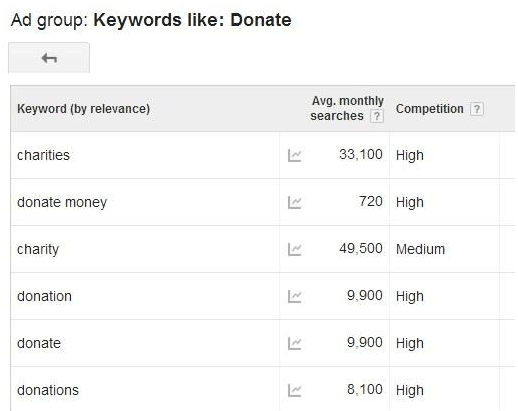 Ad group: Keywords like: Donate
Keyword (by relevance) Avg. monthly searches ? Competition ?
charities 33,100 High
donate money 720 High
charity 49,500 Medium
donation 9,900 High
donate 9,900 High
donations 8,100 High